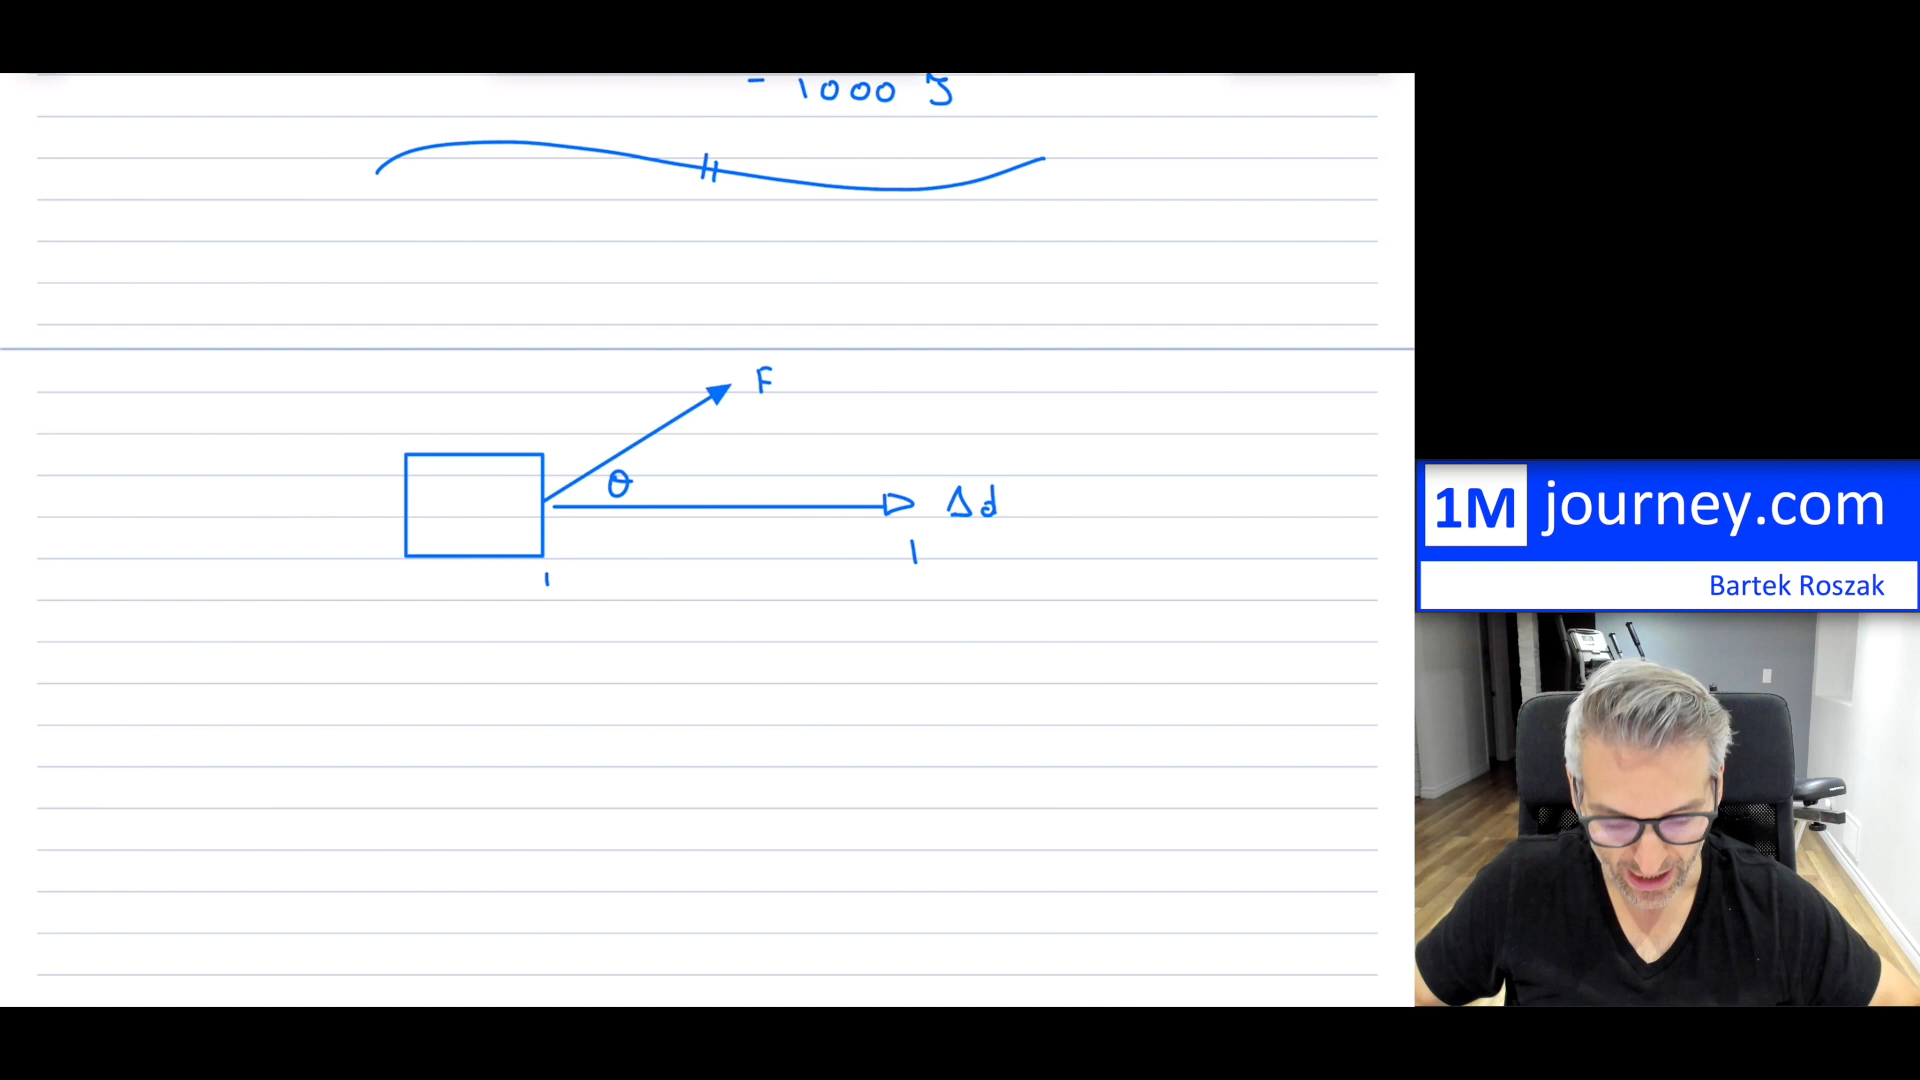 - 1000 J
F
θ
Δd
1M journey.com
Bartek Roszak